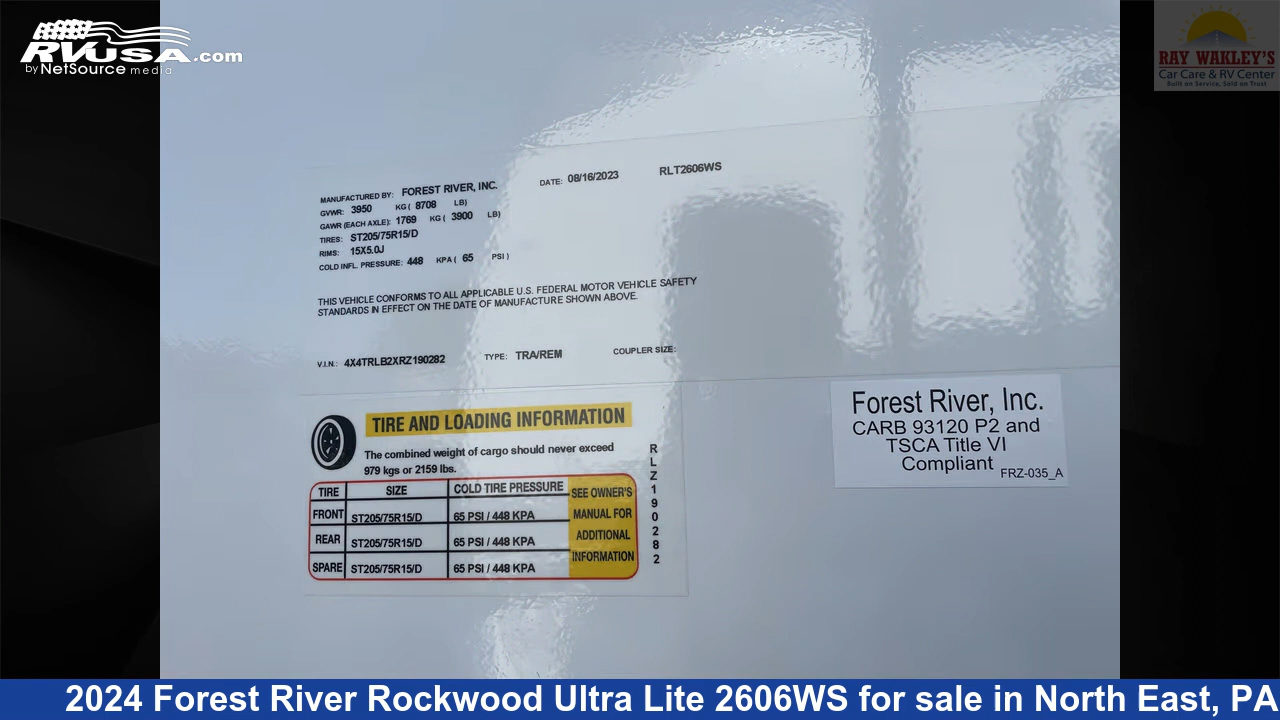 RVUSA.com
by NetSource media
RAY WAKLEY'S
Car Care & RV Center
Built on Service, Sold on Trust
MANUFACTURED BY: FOREST RIVER, INC. DATE: 08/16/2023 RLT2606WS
GVWR: 3950 KG ( 8708 LB)
GAWR (EACH AXLE): 1769 KG ( 3900 LB)
TIRES: ST205/75R15/D
RIMS: 15X5.0J
COLD INFL. PRESSURE: 448 KPA ( 65 PSI )
THIS VEHICLE CONFORMS TO ALL APPLICABLE U.S. FEDERAL MOTOR VEHICLE SAFETY
STANDARDS IN EFFECT ON THE DATE OF MANUFACTURE SHOWN ABOVE.
V.I.N.: 4X4TRLB2XRZ190282 TYPE: TRA/REM COUPLER SIZE:
TIRE AND LOADING INFORMATION
The combined weight of cargo should never exceed
979 kgs or 2159 lbs.
TIRE SIZE COLD TIRE PRESSURE
FRONT ST205/75R15/D 65 PSI / 448 KPA
REAR ST205/75R15/D 65 PSI / 448 KPA
SPARE ST205/75R15/D 65 PSI / 448 KPA
SEE OWNER'S
MANUAL FOR
ADDITIONAL
INFORMATION
RLZ190282
Forest River, Inc.
CARB 93120 P2 and
TSCA Title VI
Compliant
FRZ-035_A
2024 Forest River Rockwood Ultra Lite 2606WS for sale in North East, PA